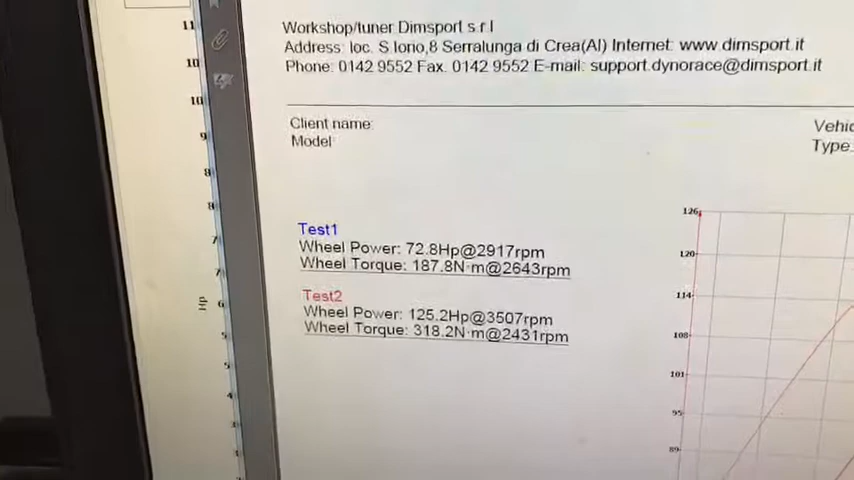 Workshop/tuner Dimsport s r l
Address: loc. S.Iorio,8 Serralunga di Crea(Al) Internet: www dimsport.it
Phone: 0142 9552 Fax. 0142 9552 E-mail: support.dynorace@dimsport.it
Client name:
Model
Type
Test1
Wheel Power: 72.8Hp@2917rpm
Wheel Torque: 187.8N·m@2643rpm
Test2
Wheel Power: 125.2Hp@3507rpm
Wheel Torque: 318.2N·m@2431rpm
Hp
126
120
114
108
101
95
89